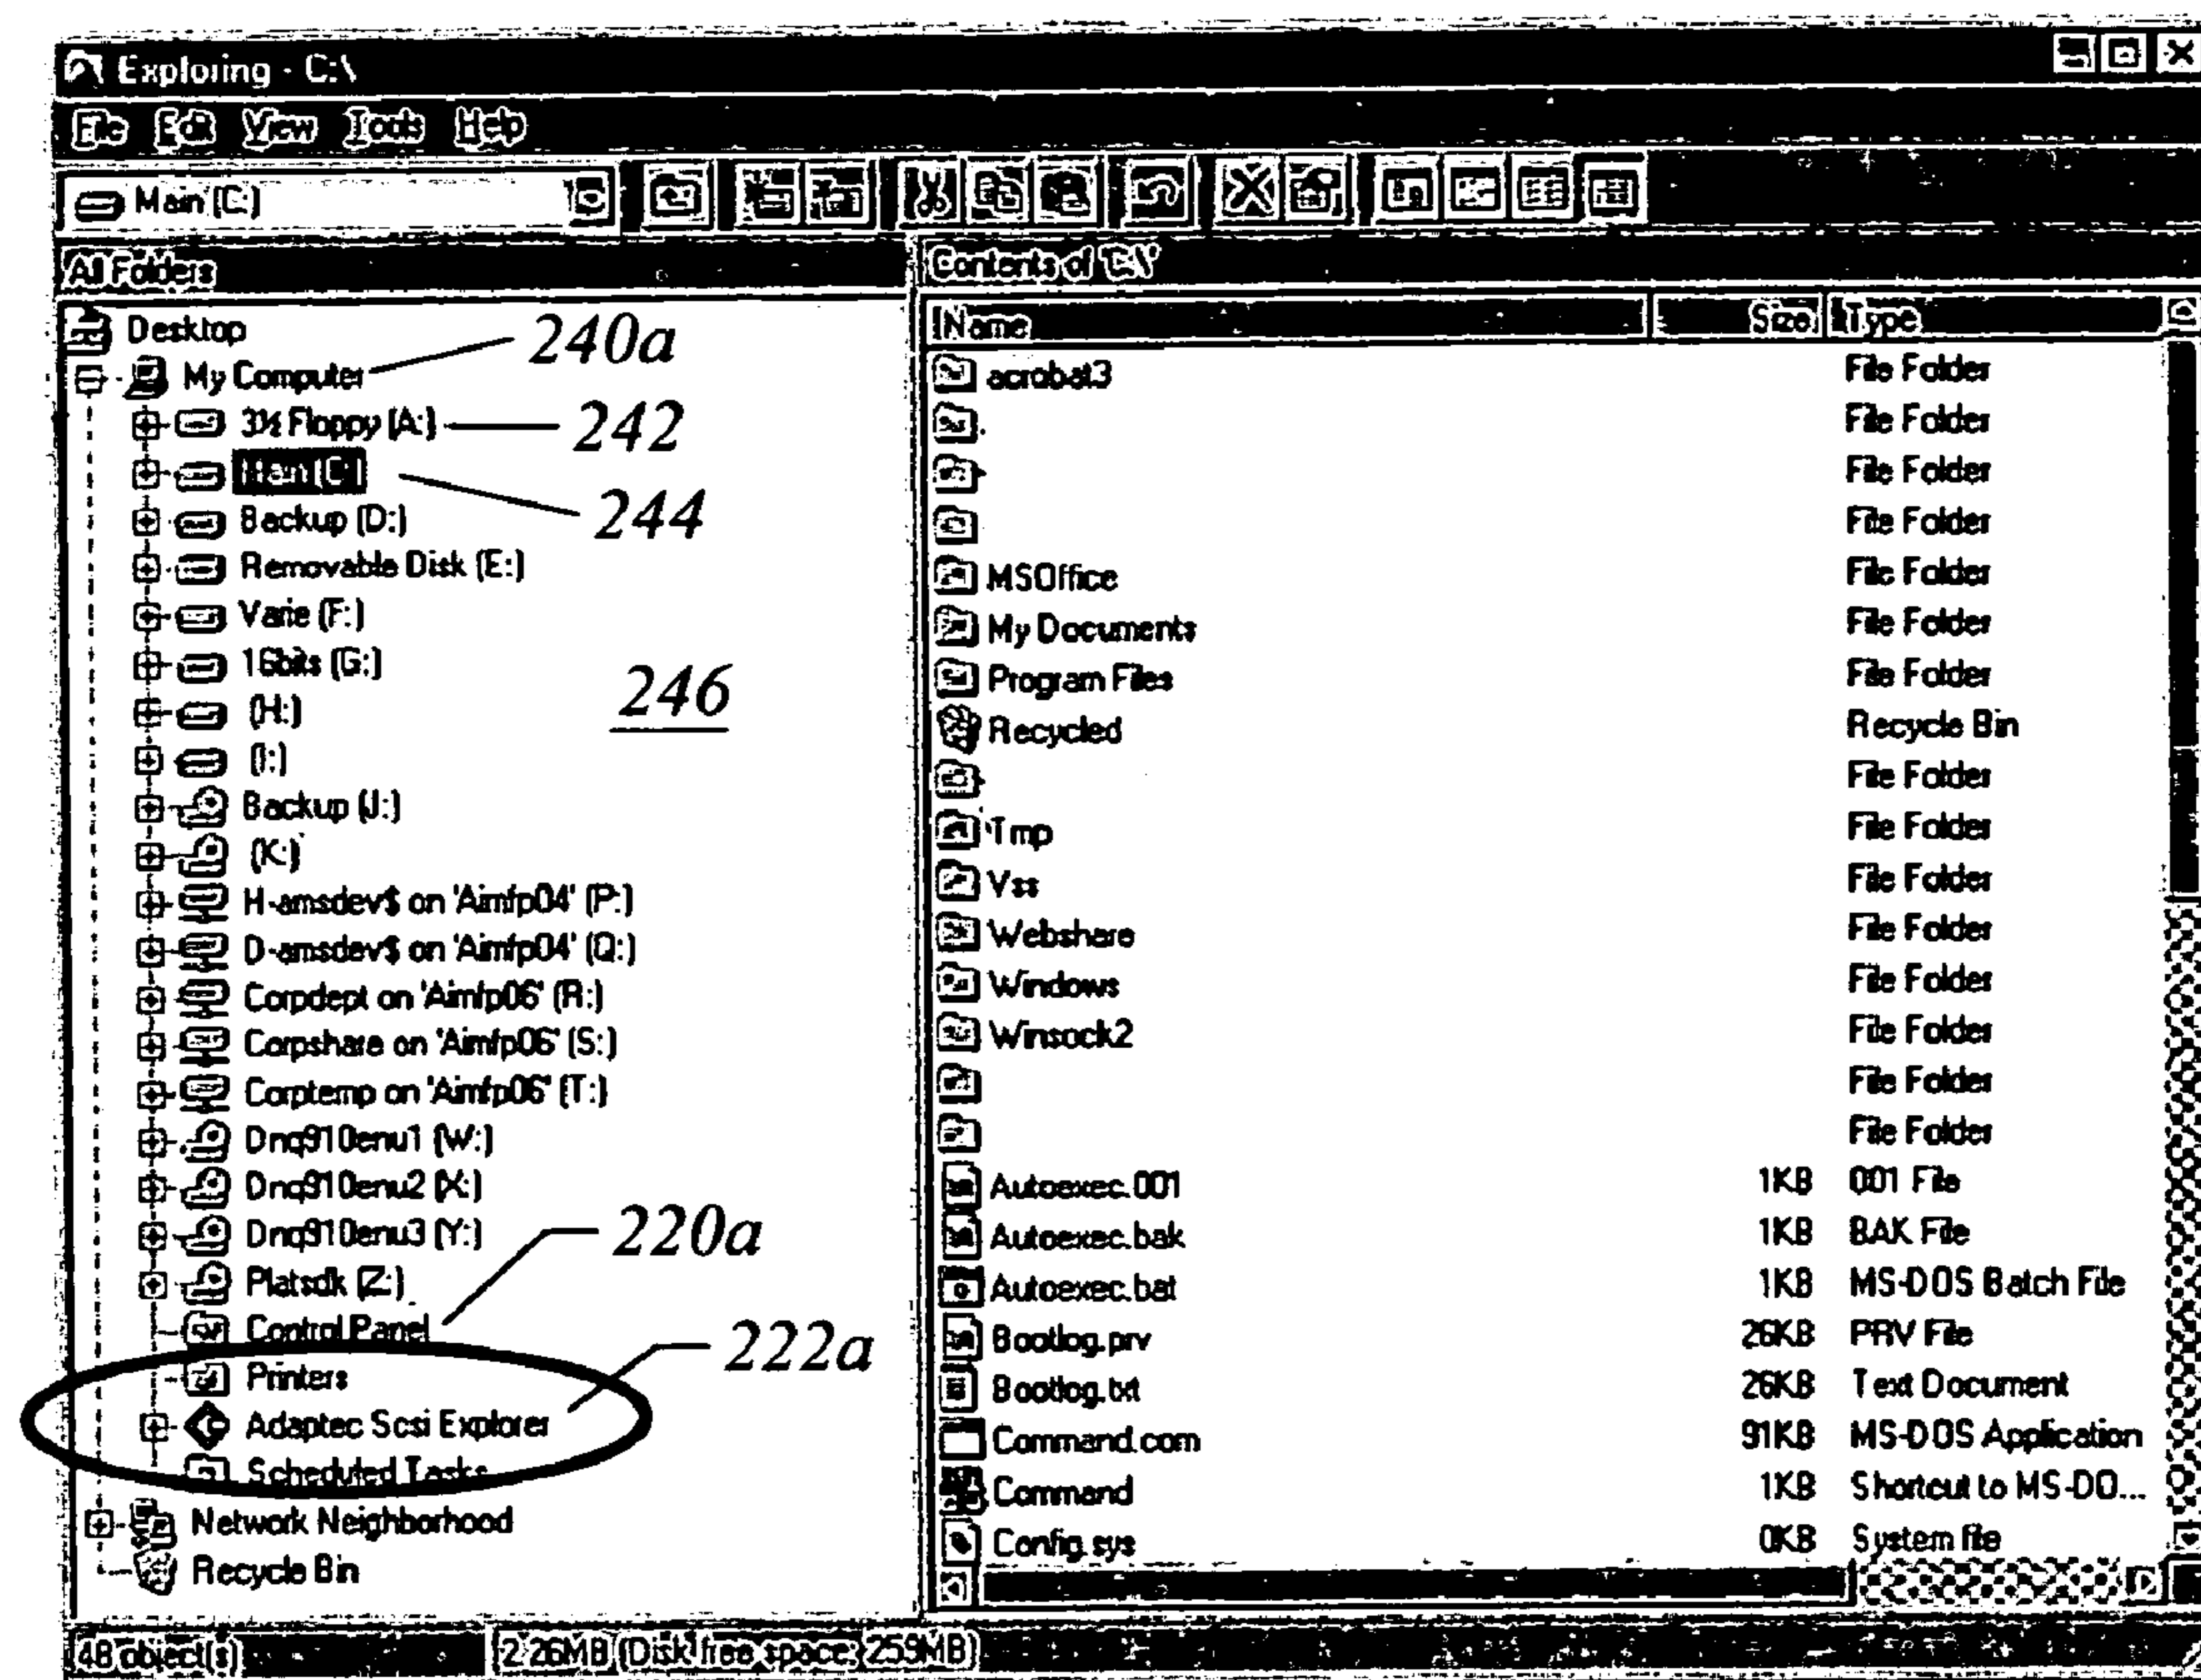 Exploring - C:\
File Edit View Tools Help
Main (C:)
All Folders
Contents of 'C:\'
Desktop
240a
My Computer
3½ Floppy (A:)
242
Main (C:)
244
Backup (D:)
Removable Disk (E:)
Varie (F:)
16bits (G:)
246
(H:)
(I:)
Backup (J:)
(K:)
H-amsdev$ on 'Aimfp04' (P:)
D-amsdev$ on 'Aimfp04' (Q:)
Corpdept on 'Aimfp06' (R:)
Corpshare on 'Aimfp06' (S:)
Corptemp on 'Aimfp06' (T:)
Dnq910enu1 (W:)
Dnq910enu2 (X:)
Dnq910enu3 (Y:)
220a
Platsdk (Z:)
Control Panel
222a
Printers
Adaptec Scsi Explorer
Scheduled Tasks
Network Neighborhood
Recycle Bin
Name Size Type
acrobat3 File Folder
File Folder
File Folder
File Folder
MSOffice File Folder
My Documents File Folder
Program Files File Folder
Recycled Recycle Bin
File Folder
Tmp File Folder
Vss File Folder
Webshare File Folder
Windows File Folder
Winsock2 File Folder
File Folder
File Folder
Autoexec.001 1KB 001 File
Autoexec.bak 1KB BAK File
Autoexec.bat 1KB MS-DOS Batch File
Bootlog.prv 26KB PRV File
Bootlog.txt 26KB Text Document
Command.com 91KB MS-DOS Application
Command 1KB Shortcut to MS-DO...
Config.sys 0KB System file
48 object(s)
2.26MB (Disk free space: 259MB)